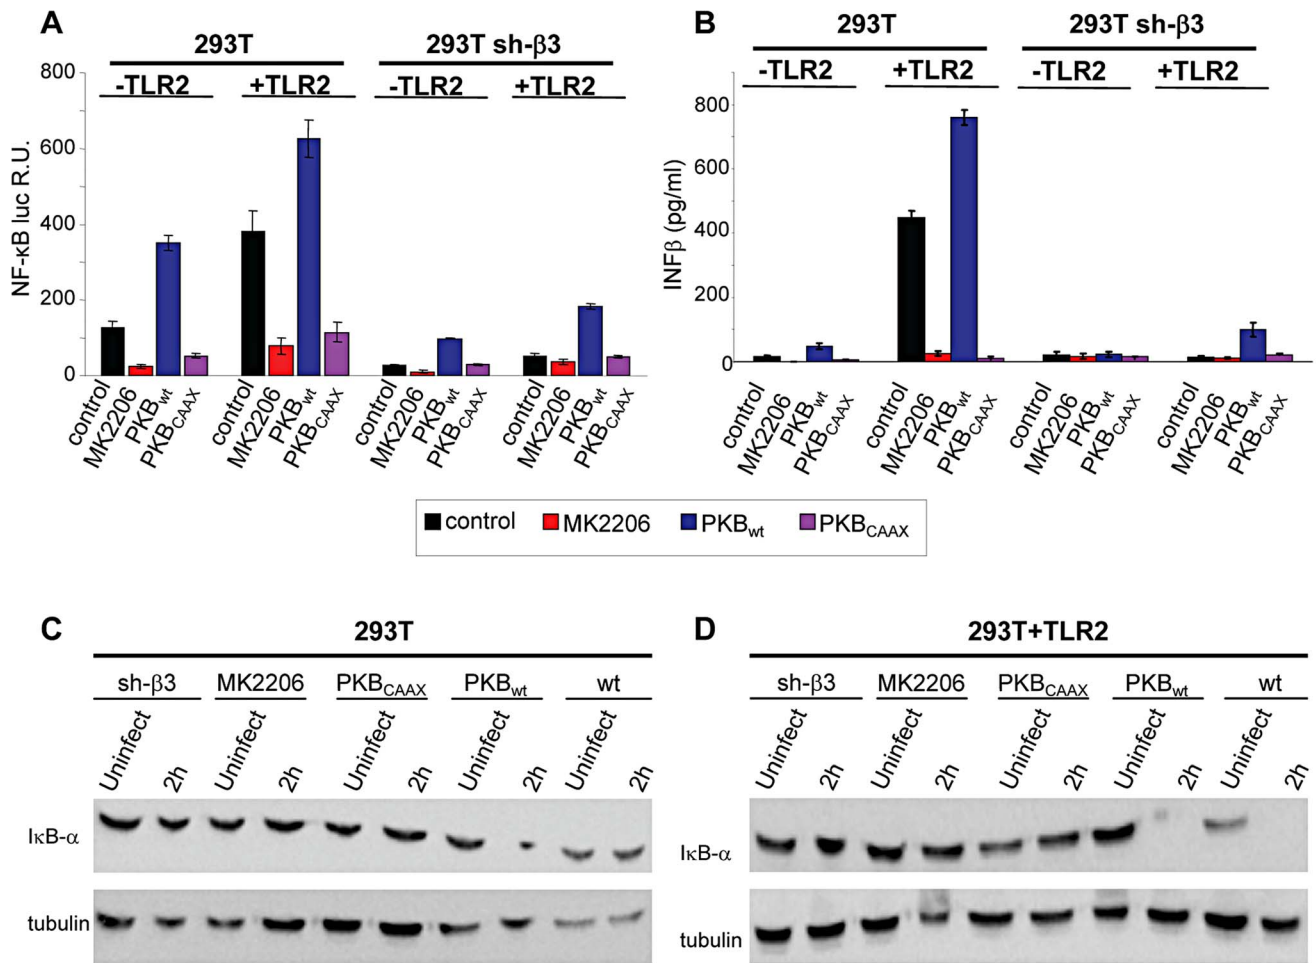 A
293T
293T sh-β3
-TLR2
+TLR2
-TLR2
+TLR2
NF-κB luc R.U.
800
600
400
200
0
control
MK2206
PKBwt
PKBCAAX
control
MK2206
PKBwt
PKBCAAX
control
MK2206
PKBwt
PKBCAAX
control
MK2206
PKBwt
PKBCAAX
B
293T
293T sh-β3
-TLR2
+TLR2
-TLR2
+TLR2
INFβ (pg/ml)
800
600
400
200
0
control
MK2206
PKBwt
PKBCAAX
control
MK2206
PKBwt
PKBCAAX
control
MK2206
PKBwt
PKBCAAX
control
MK2206
PKBwt
PKBCAAX
control MK2206 PKBwt PKBCAAX
C
293T
sh-β3 MK2206 PKBCAAX PKBwt wt
Uninfect 2h Uninfect 2h Uninfect 2h Uninfect 2h Uninfect 2h
IκB-α
tubulin
D
293T+TLR2
sh-β3 MK2206 PKBCAAX PKBwt wt
Uninfect 2h Uninfect 2h Uninfect 2h Uninfect 2h Uninfect 2h
IκB-α
tubulin